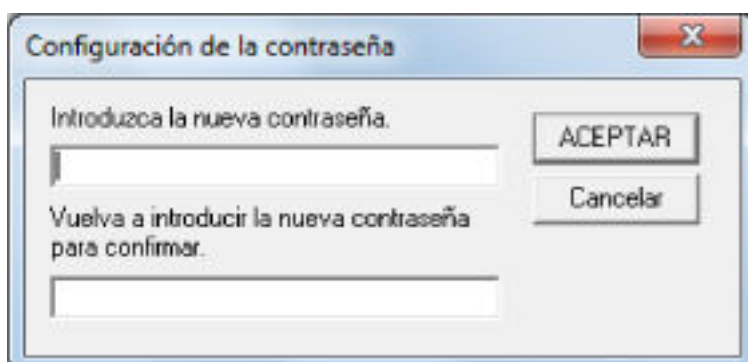 Configuración de la contraseña
Introduzca la nueva contraseña.
ACEPTAR
Cancelar
Vuelva a introducir la nueva contraseña
para confirmar.